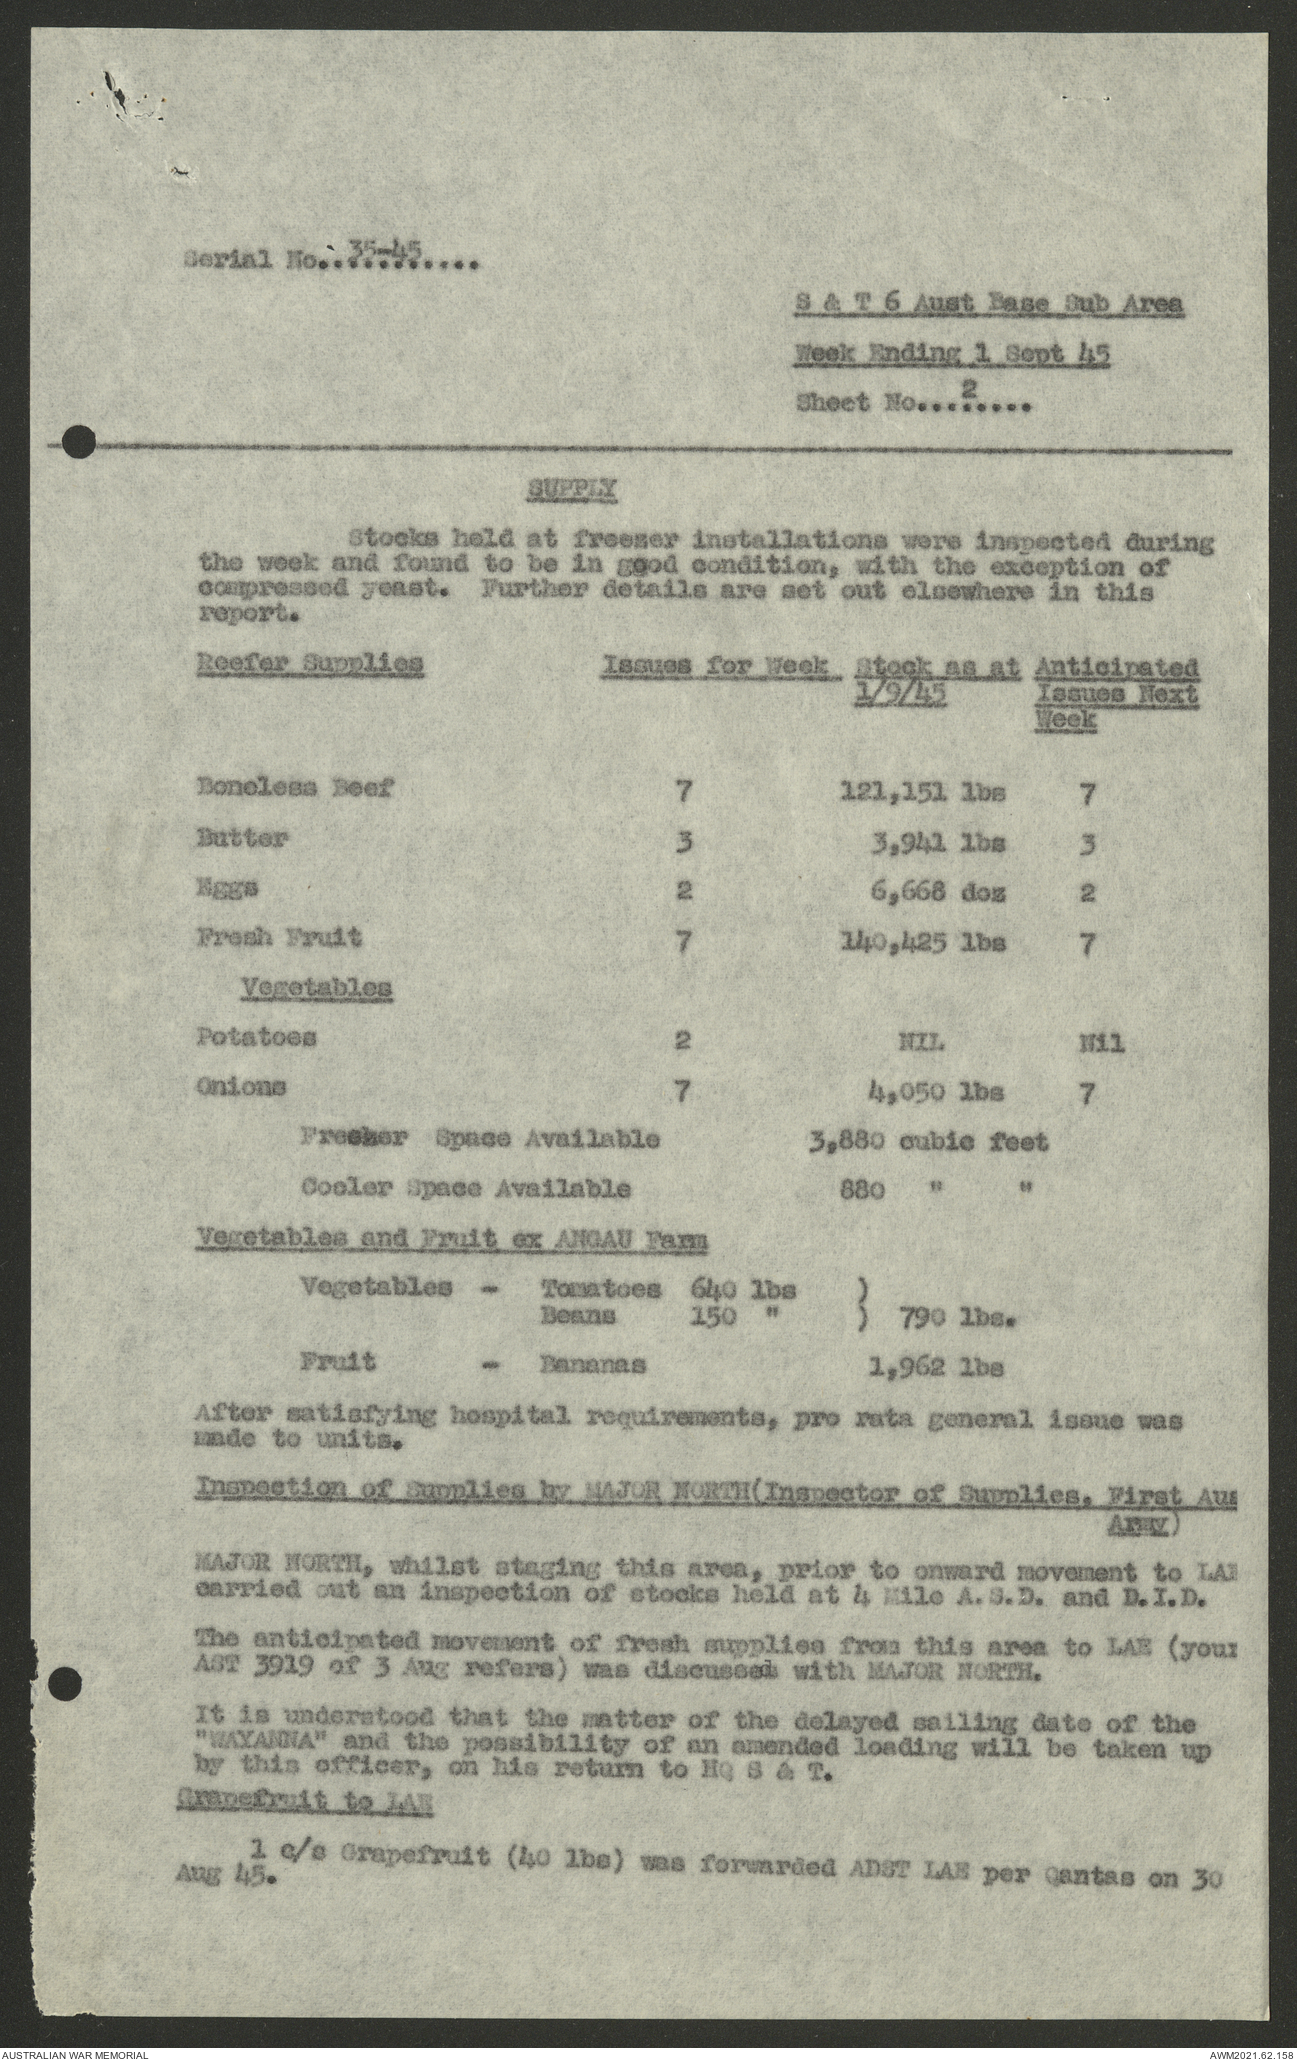 Serial No. 35-45
S & T 6 Aust Base Sub Area
Week Ending 1 Sept 45
Sheet No........2
SUPPLY
Stocks held at freezer installations were inspected during
the week and found to be in good condition, with the exception of
compressed yeast. Further details are set out elsewhere in this
report.
Reefer Supplies Issues for Week Stock as at Anticipated
1/9/45 Issues Next
Week
Boneless Beef 7 121,151 lbs 7
Butter 3 3,941 lbs 3
Eggs 2 6,668 doz 2
Fresh Fruit 7 140,425 lbs 7
Vegetables
Potatoes 2 NIL Nil
Onions 7 4,050 lbs 7
Freezer Space Available 3,880 cubic feet
Cooler Space Available 880 " "
Vegetables and Fruit ex ANGAU Farm
Vegetables - Tomatoes 640 lbs )
Beans 150 " ) 790 lbs.
Fruit - Bananas 1,962 lbs
After satisfying hospital requirements, pro rata general issue was
made to units.
Inspection of Supplies by MAJOR NORTH(Inspector of Supplies, First Aus
Army)
MAJOR NORTH, whilst staging this area, prior to onward movement to LAE
carried out an inspection of stocks held at 4 Mile A.S.D. and D.I.D.
The anticipated movement of fresh supplies from this area to LAE (your
AST 3919 of 3 Aug refers) was discussed with MAJOR NORTH.
It is understood that the matter of the delayed sailing date of the
"WAYANNA" and the possibility of an amended loading will be taken up
by this officer, on his return to HQ S & T.
Grapefruit to LAE
1 c/s Grapefruit (40 lbs) was forwarded ADST LAE per Qantas on 30
Aug 45.
AUSTRALIAN WAR MEMORIAL
AWM2021.62.158